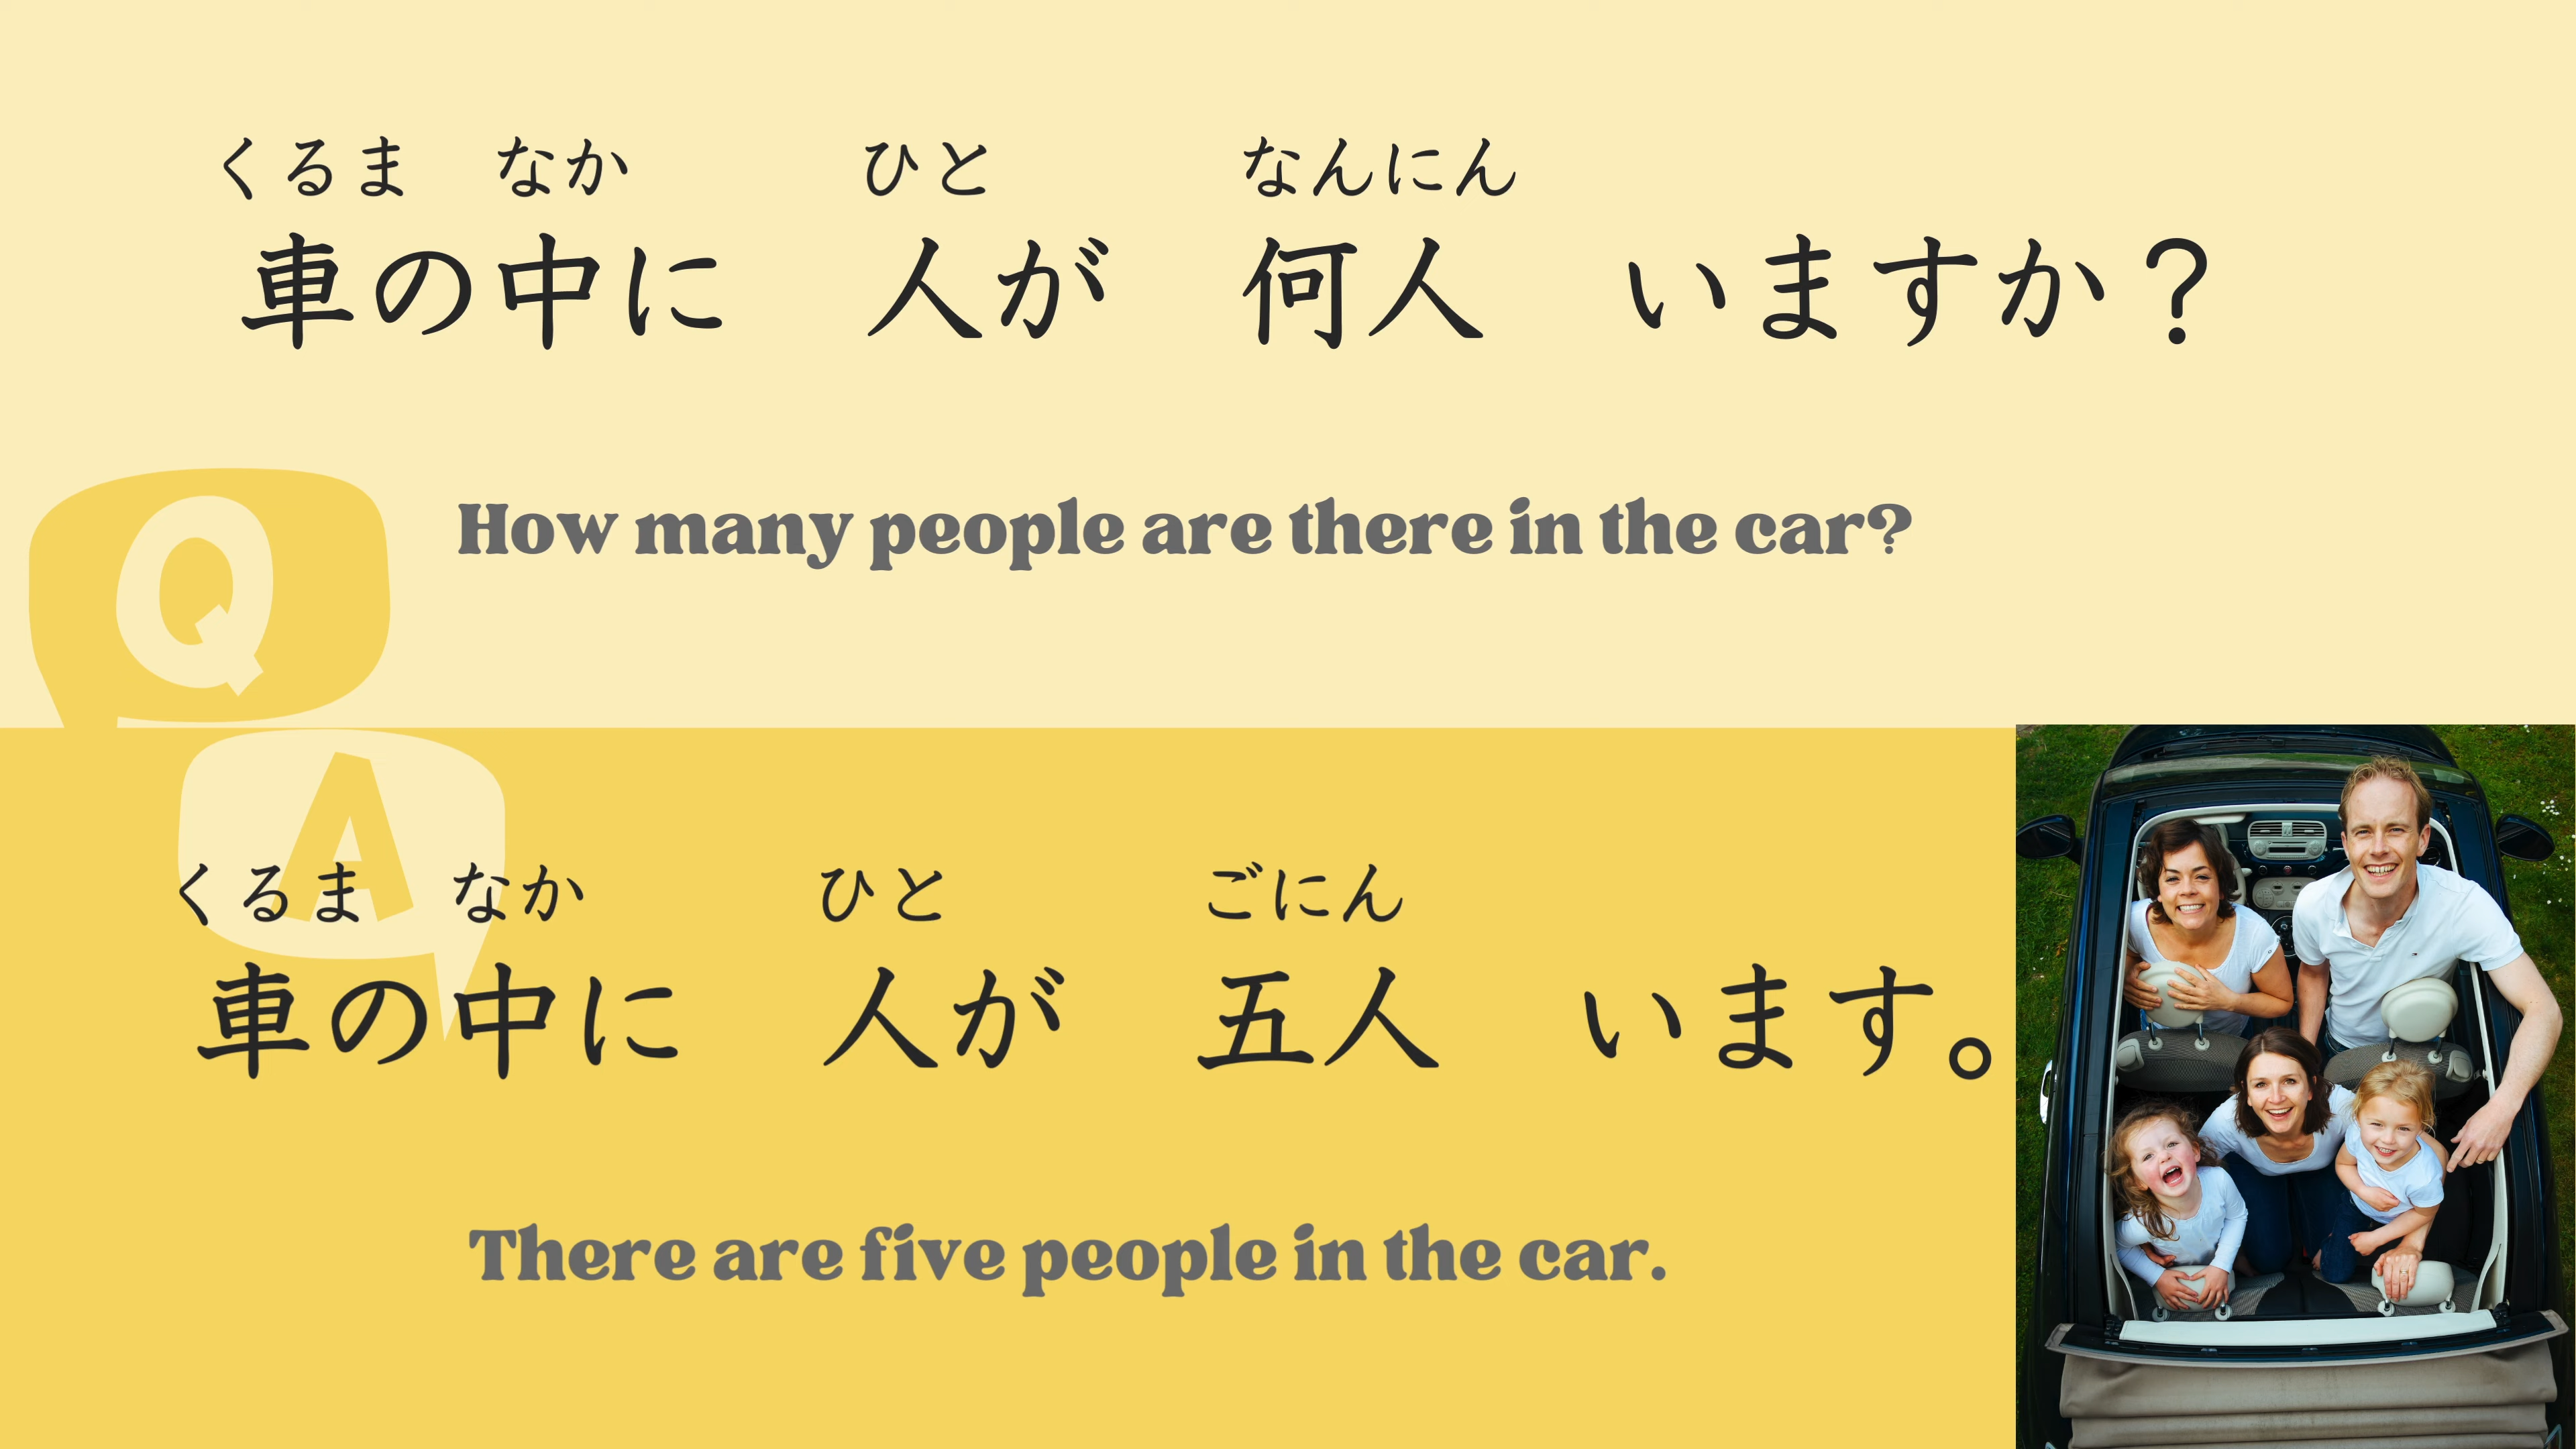 くるま なか ひと なんにん
車の中に 人が 何人 いますか？
How many people are there in the car?
Q
A
くるま なか ひと ごにん
車の中に 人が 五人 います。
There are five people in the car.